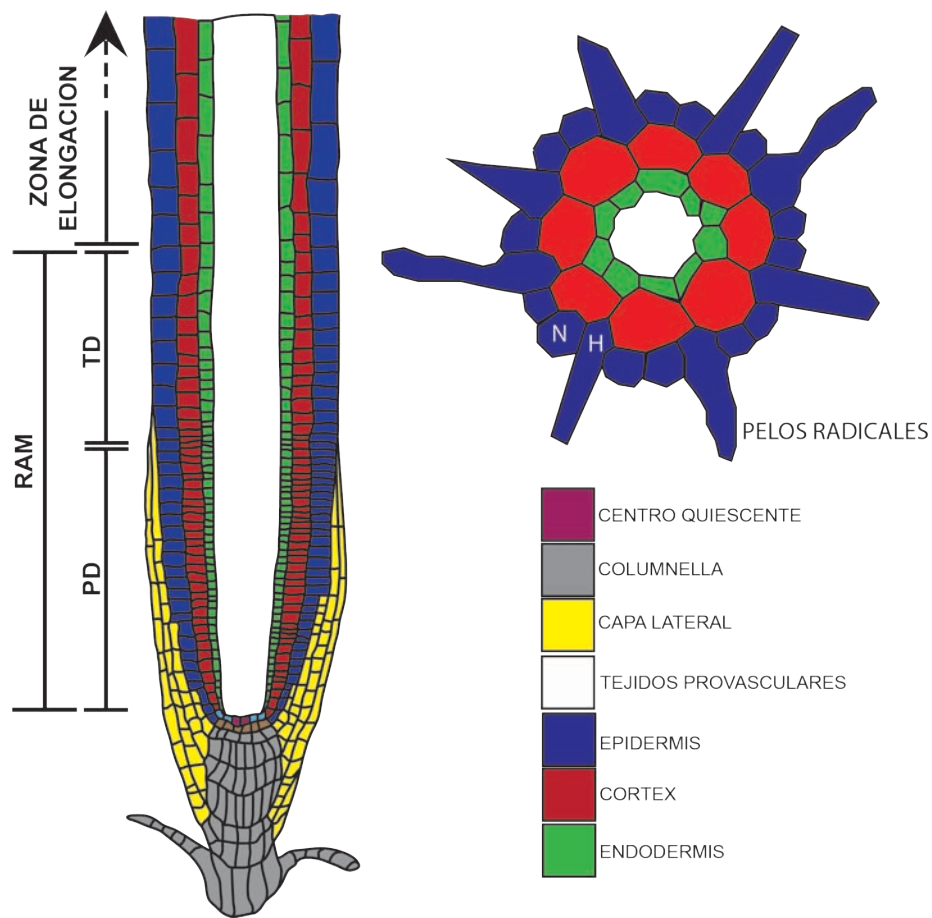 ZONA DE
ELONGACION
TD
RAM
PD
N
H
PELOS RADICALES
CENTRO QUIESCENTE
COLUMNELLA
CAPA LATERAL
TEJIDOS PROVASCULARES
EPIDERMIS
CORTEX
ENDODERMIS